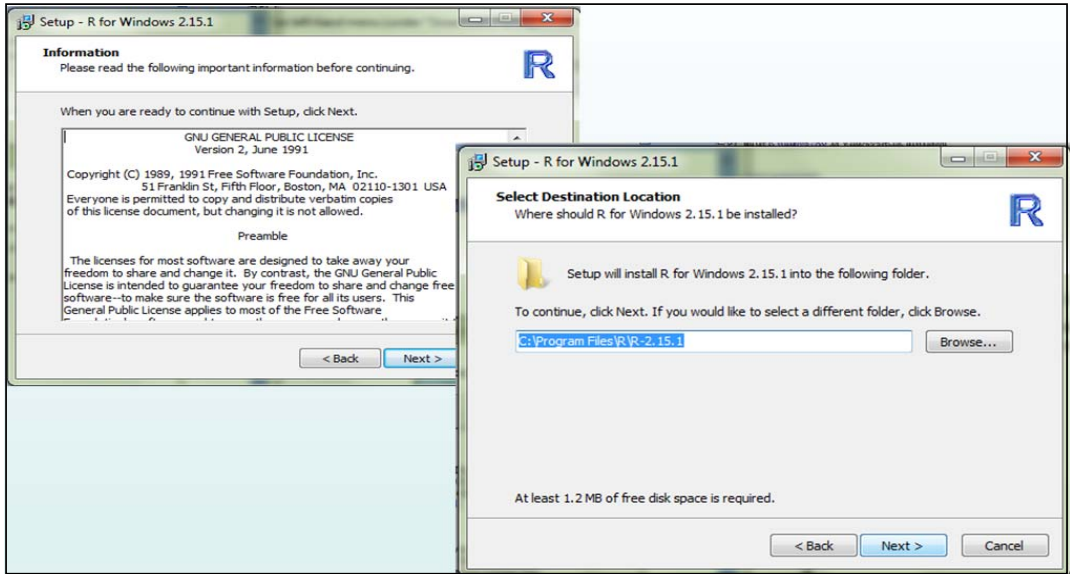 Setup - R for Windows 2.15.1
Information
Please read the following important information before continuing.
R
When you are ready to continue with Setup, click Next.
GNU GENERAL PUBLIC LICENSE
Version 2, June 1991
Copyright (C) 1989, 1991 Free Software Foundation, Inc.
51 Franklin St, Fifth Floor, Boston, MA 02110-1301 USA
Everyone is permitted to copy and distribute verbatim copies
of this license document, but changing it is not allowed.
Preamble
The licenses for most software are designed to take away your
freedom to share and change it. By contrast, the GNU General Public
License is intended to guarantee your freedom to share and change free
software--to make sure the software is free for all its users. This
General Public License applies to most of the Free Software
< Back Next >
Setup - R for Windows 2.15.1
Select Destination Location
Where should R for Windows 2.15.1 be installed?
R
Setup will install R for Windows 2.15.1 into the following folder.
To continue, click Next. If you would like to select a different folder, click Browse.
C:\Program Files\R\R-2.15.1 Browse...
At least 1.2 MB of free disk space is required.
< Back Next > Cancel